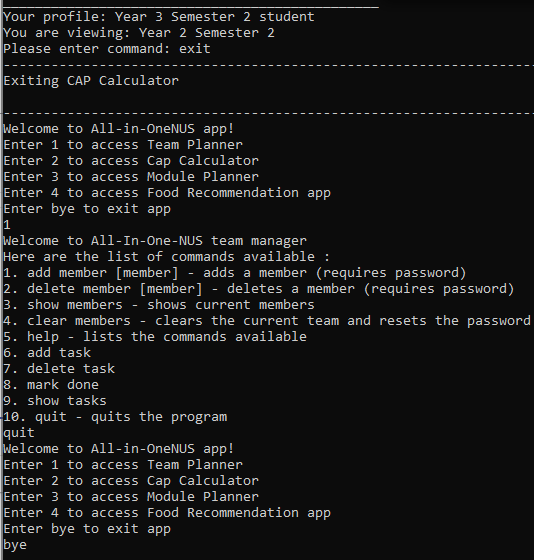 Your profile: Year 3 Semester 2 student
You are viewing: Year 2 Semester 2
Please enter command: exit
Exiting CAP Calculator
Welcome to All-in-OneNUS app!
Enter 1 to access Team Planner
Enter 2 to access Cap Calculator
Enter 3 to access Module Planner
Enter 4 to access Food Recommendation app
Enter bye to exit app
1
Welcome to All-In-One-NUS team manager
Here are the list of commands available :
1. add member [member] - adds a member (requires password)
2. delete member [member] - deletes a member (requires password)
3. show members - shows current members
4. clear members - clears the current team and resets the password
5. help - lists the commands available
6. add task
7. delete task
8. mark done
9. show tasks
10. quit - quits the program
quit
Welcome to All-in-OneNUS app!
Enter 1 to access Team Planner
Enter 2 to access Cap Calculator
Enter 3 to access Module Planner
Enter 4 to access Food Recommendation app
Enter bye to exit app
bye